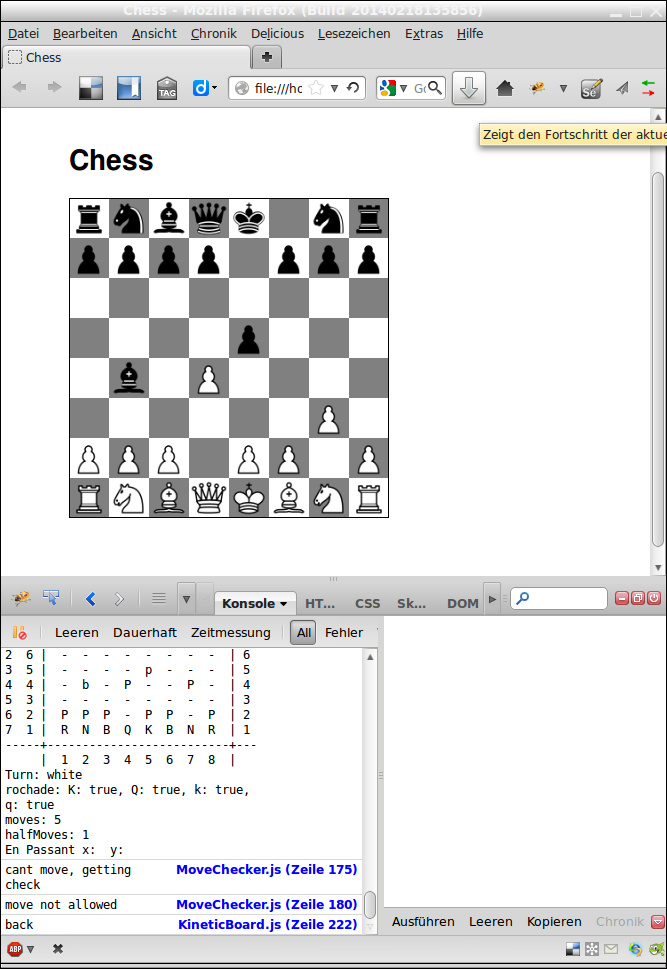 Chess - Mozilla Firefox (Build 20140218135856)
Datei Bearbeiten Ansicht Chronik Delicious Lesezeichen Extras Hilfe
Chess
TAG d file:///hc Go Se
Zeigt den Fortschritt der aktue
Chess
Konsole HT... CSS Sk... DOM
Leeren Dauerhaft Zeitmessung All Fehler
2 6 | - - - - - - - - | 6
3 5 | - - - - p - - - | 5
4 4 | - b - P - - P - | 4
5 3 | - - - - - - - - | 3
6 2 | P P P - P P - P | 2
7 1 | R N B Q K B N R | 1
-----+--------------------------+---
| 1 2 3 4 5 6 7 8 |
Turn: white
rochade: K: true, Q: true, k: true,
q: true
moves: 5
halfMoves: 1
En Passant x: y:
cant move, getting MoveChecker.js (Zeile 175)
check
move not allowed MoveChecker.js (Zeile 180)
back KineticBoard.js (Zeile 222)
Ausführen Leeren Kopieren Chronik
ABP